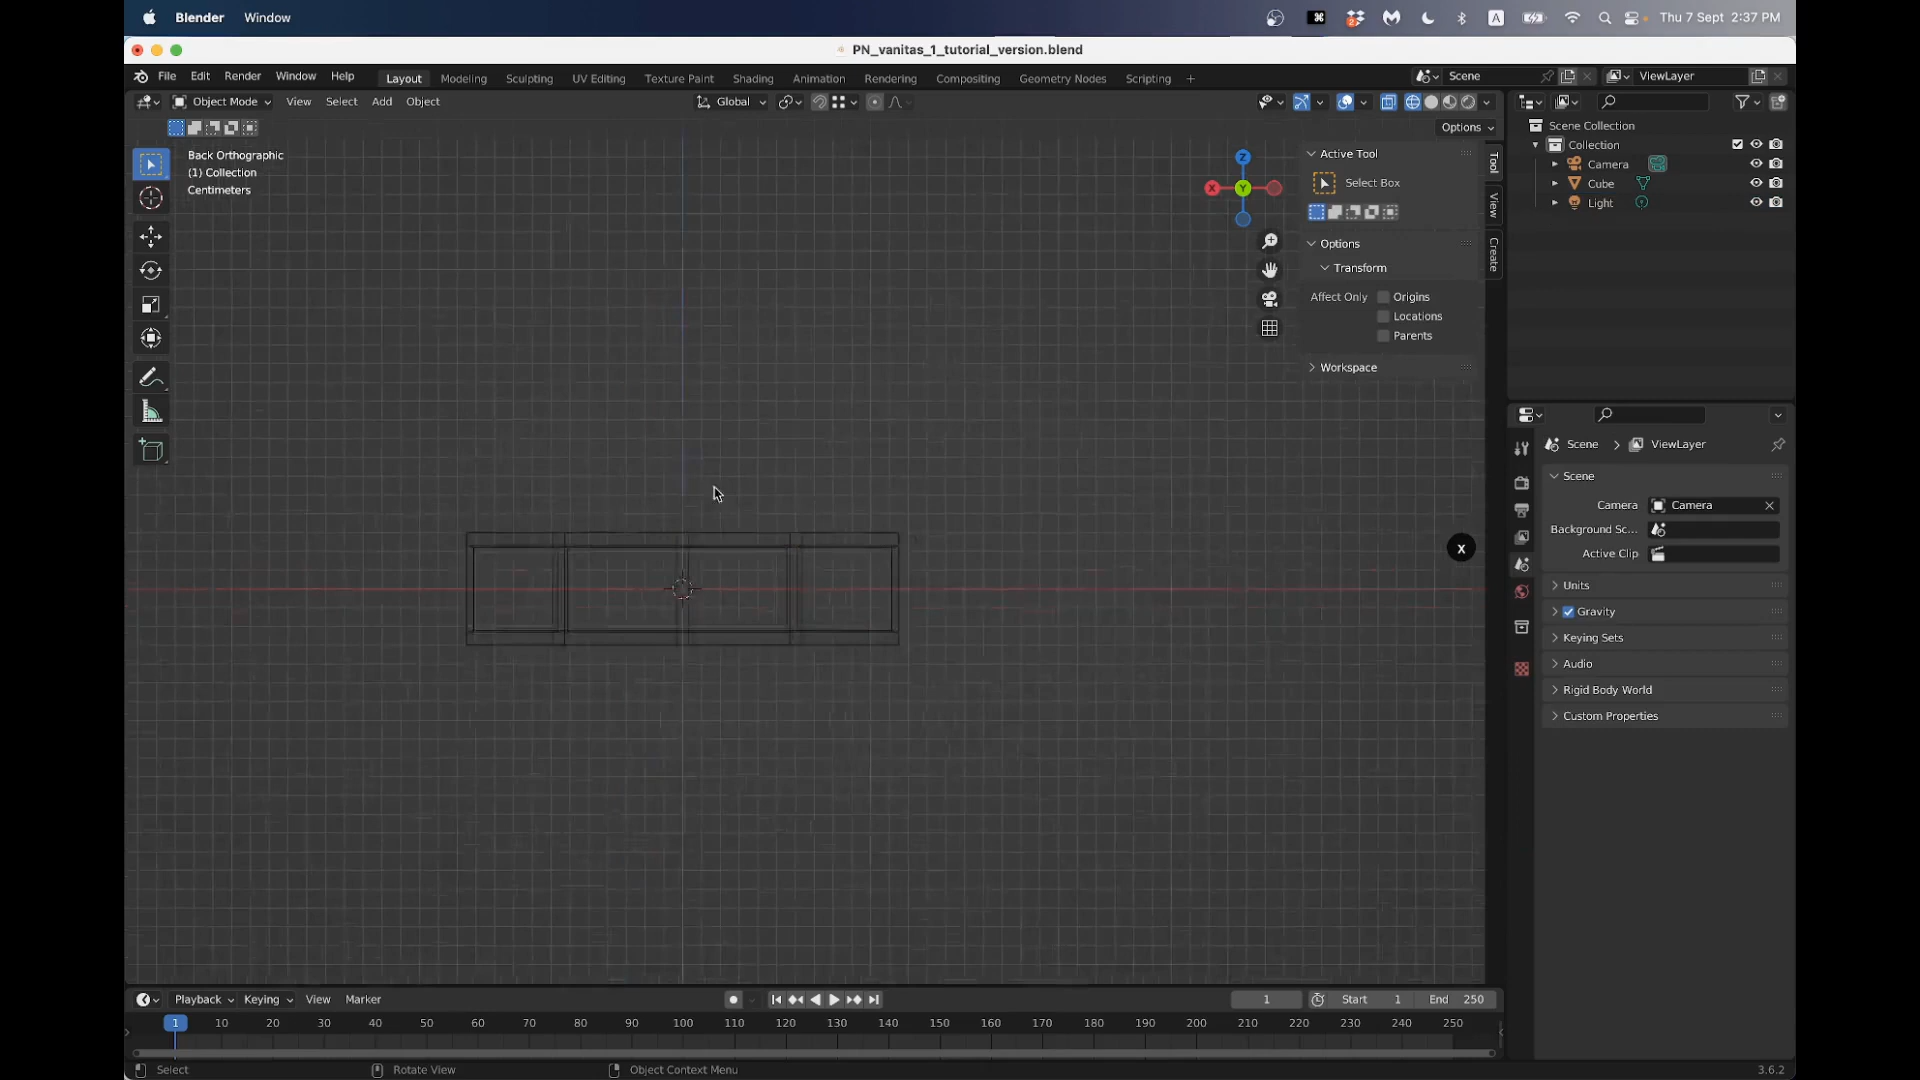 Blender Window
A Thu 7 Sept 2:37 PM
PN_vanitas_1_tutorial_version.blend
File Edit Render Window Help Layout Modeling Sculpting UV Editing Texture Paint Shading Animation Rendering Compositing Geometry Nodes Scripting + Scene ViewLayer
Object Mode View Select Add Object Global
Options
Back Orthographic
(1) Collection
Centimeters
Z
X
Y
Active Tool
Select Box
Options
Transform
Affect Only Origins
Locations
Parents
Workspace
Tool
View
Create
Scene Collection
Collection
Camera
Cube
Light
Scene ViewLayer
Scene
Camera Camera
Background Sc...
Active Clip
Units
Gravity
Keying Sets
Audio
Rigid Body World
Custom Properties
X
Playback Keying View Marker 1 Start 1 End 250
1 10 20 30 40 50 60 70 80 90 100 110 120 130 140 150 160 170 180 190 200 210 220 230 240 250
Select Rotate View Object Context Menu 3.6.2